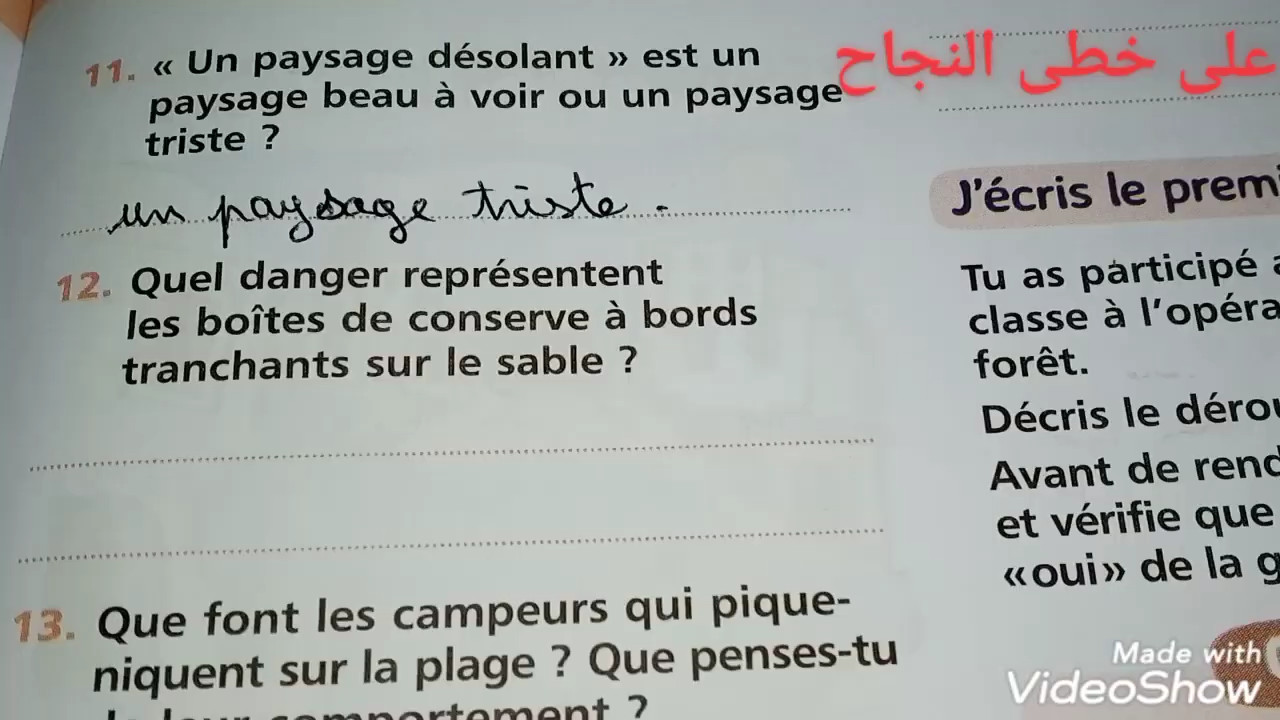 11. « Un paysage désolant » est un
paysage beau à voir ou un paysage
triste ?
un paysage triste.
12. Quel danger représentent
les boîtes de conserve à bords
tranchants sur le sable ?
13. Que font les campeurs qui pique-
niquent sur la plage ? Que penses-tu
comportement ?
على خطى النجاح
J'écris le prem
Tu as participé
classe à l'opéra
forêt.
Décris le dérou
Avant de rend
et vérifie que
«oui» de la g
Made with
VideoShow